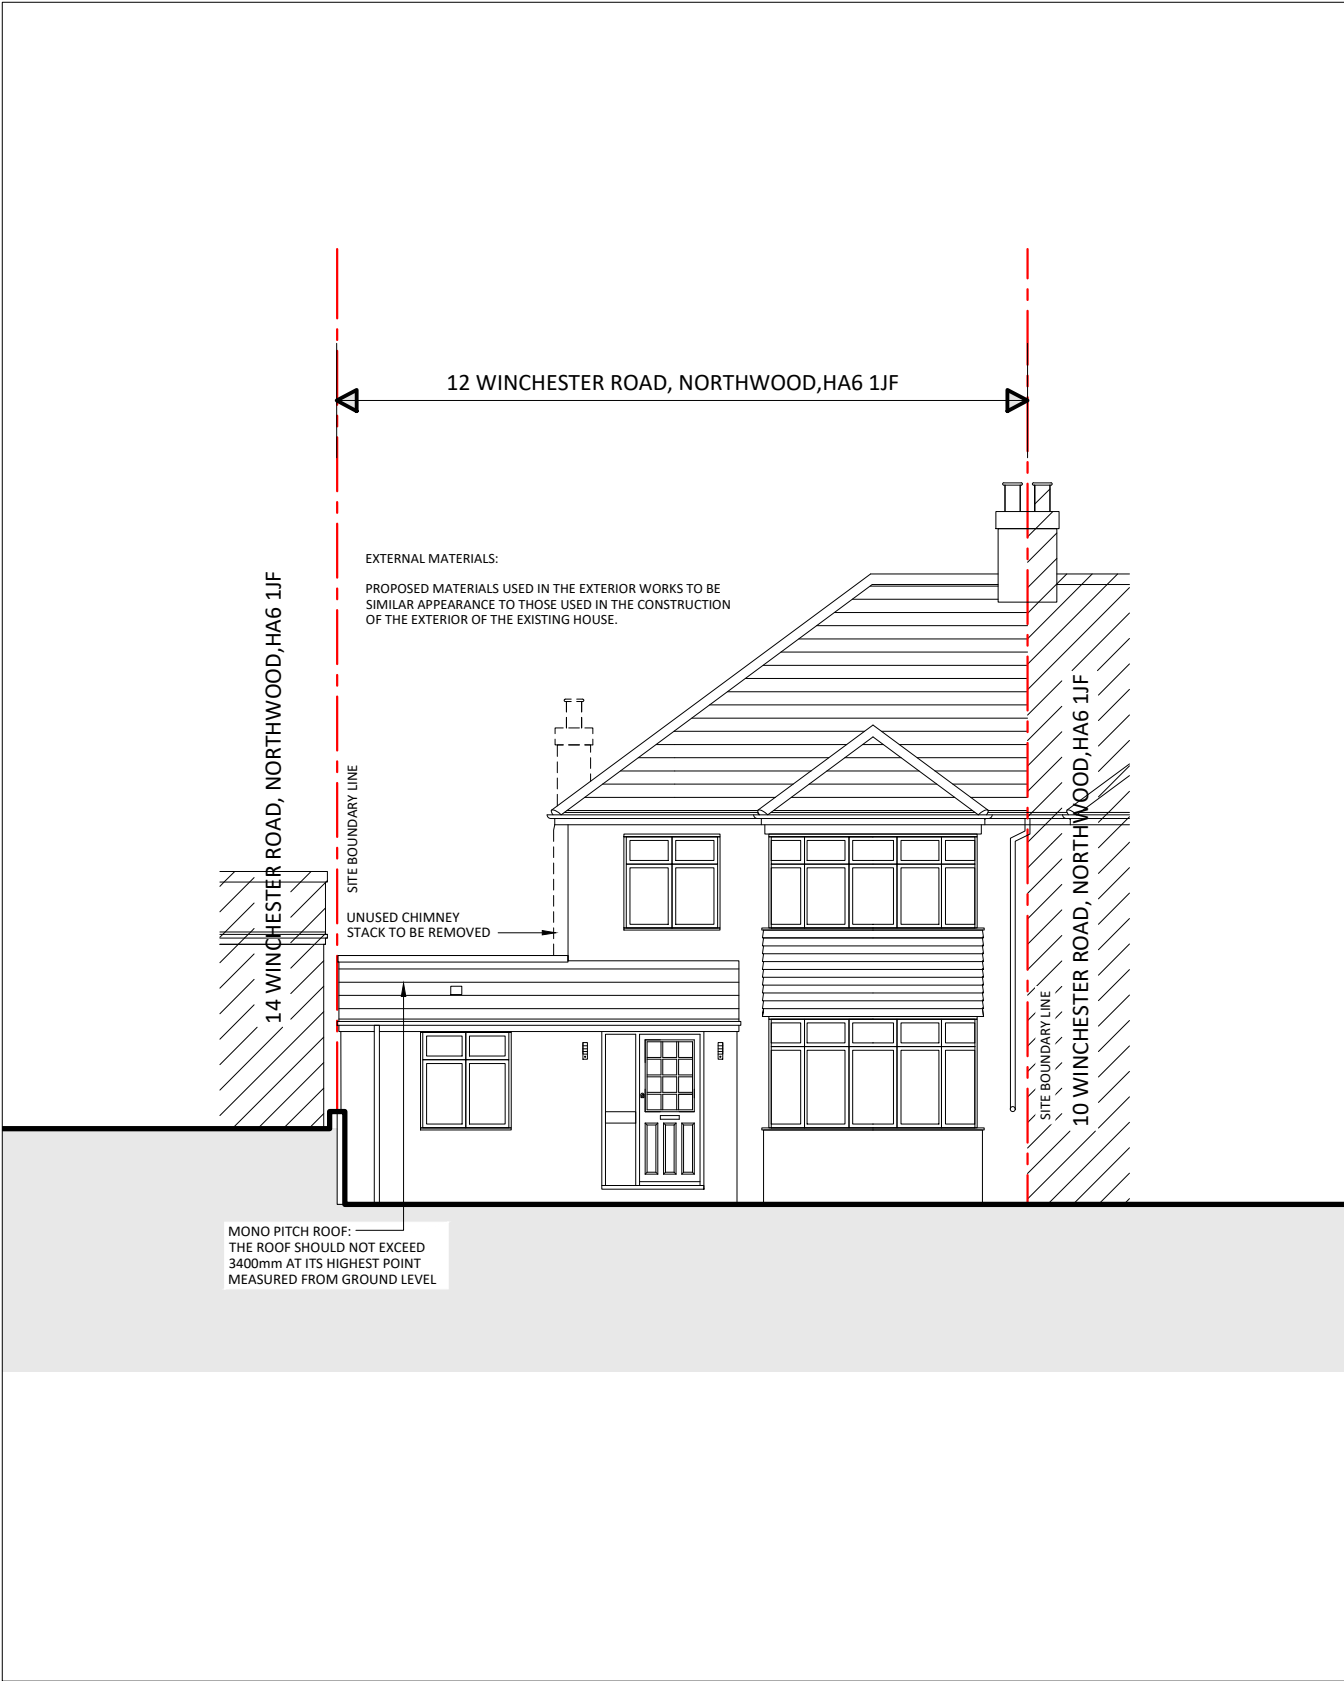 12 WINCHESTER ROAD, NORTHWOOD,HA6 1JF
EXTERNAL MATERIALS:
PROPOSED MATERIALS USED IN THE EXTERIOR WORKS TO BE
SIMILAR APPEARANCE TO THOSE USED IN THE CONSTRUCTION
OF THE EXTERIOR OF THE EXISTING HOUSE.
14 WINCHESTER ROAD, NORTHWOOD,HA6 1JF
SITE BOUNDARY LINE
UNUSED CHIMNEY
STACK TO BE REMOVED
10 WINCHESTER ROAD, NORTHWOOD,HA6 1JF
SITE BOUNDARY LINE
MONO PITCH ROOF:
THE ROOF SHOULD NOT EXCEED
3400mm AT ITS HIGHEST POINT
MEASURED FROM GROUND LEVEL